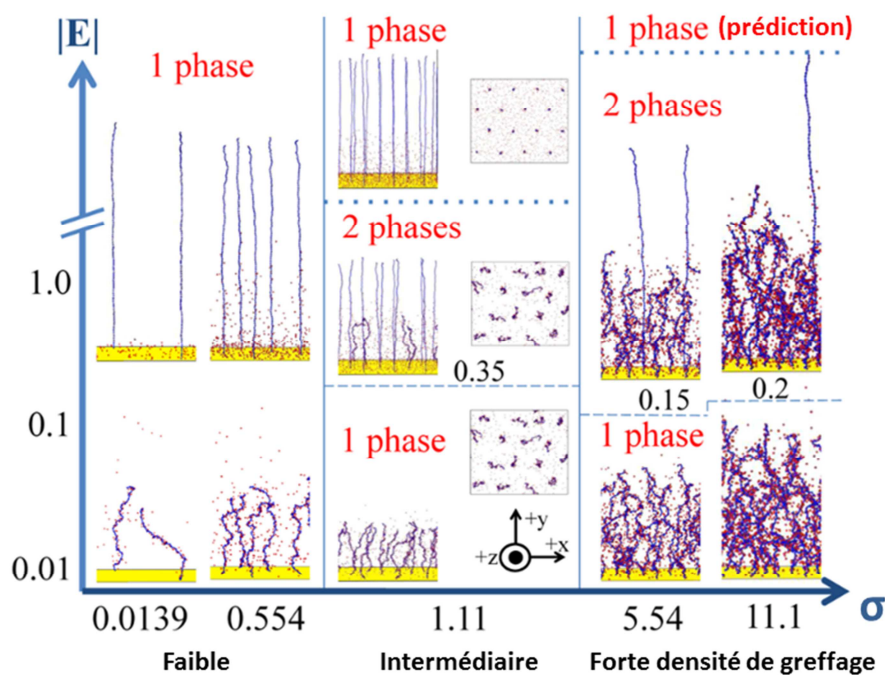 |E|
1 phase
1 phase
1 phase (prédiction)
2 phases
2 phases
1.0
0.35
0.15
0.2
0.1
1 phase
1 phase
+y
+z
+x
0.01
0.0139
0.554
1.11
5.54
11.1
σ
Faible
Intermédiaire
Forte densité de greffage